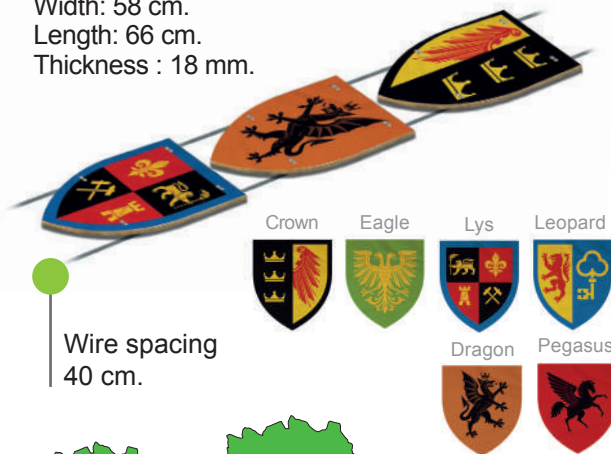 Width: 58 cm.
Length: 66 cm.
Thickness : 18 mm.
Crown Eagle Lys Leopard
Wire spacing
40 cm.
Dragon Pegasus